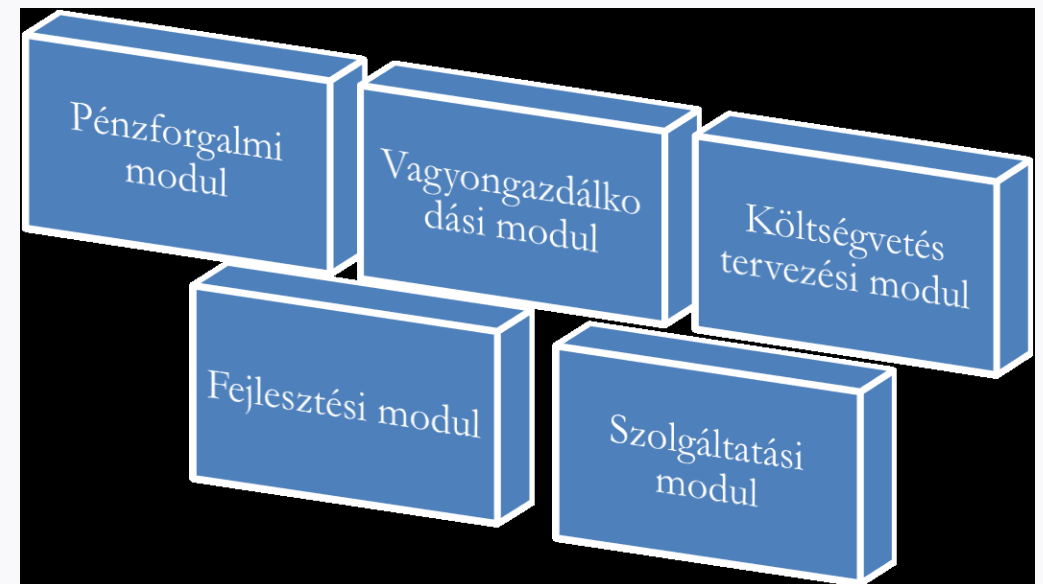 Pénzforgalmi
modul
Vagyongazdálko
dási modul
Költségvetés
tervezési modul
Fejlesztési modul
Szolgáltatási
modul